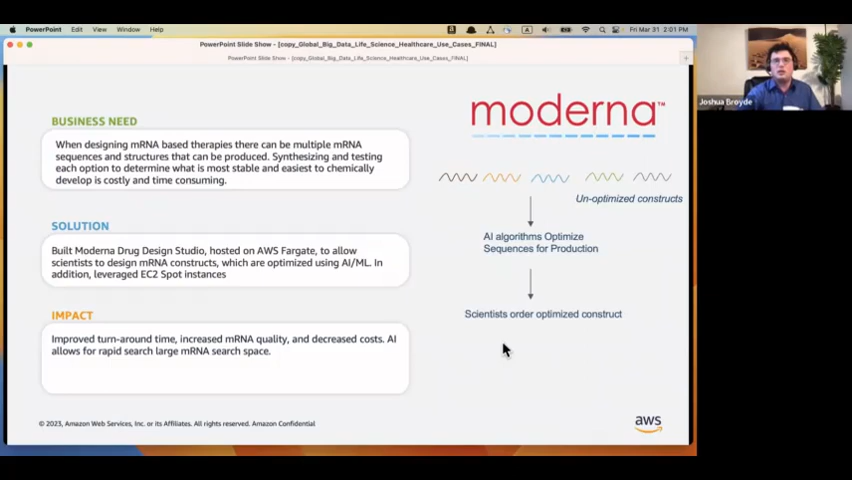 PowerPoint Edit View Window Help
A
Fri Mar 31 2:01 PM
PowerPoint Slide Show - [copy_Global_Big_Data_Life_Science_Healthcare_Use_Cases_FINAL]
PowerPoint Slide Show - [copy_Global_Big_Data_Life_Science_Healthcare_Use_Cases_FINAL]
Joshua Broyde
BUSINESS NEED
When designing mRNA based therapies there can be multiple mRNA
sequences and structures that can be produced. Synthesizing and testing
each option to determine what is most stable and easiest to chemically
develop is costly and time consuming.
SOLUTION
Built Moderna Drug Design Studio, hosted on AWS Fargate, to allow
scientists to design mRNA constructs, which are optimized using AI/ML. In
addition, leveraged EC2 Spot instances
IMPACT
Improved turn-around time, increased mRNA quality, and decreased costs. AI
allows for rapid search large mRNA search space.
moderna™
Un-optimized constructs
AI algorithms Optimize
Sequences for Production
Scientists order optimized construct
© 2023, Amazon Web Services, Inc. or its Affiliates. All rights reserved. Amazon Confidential
aws